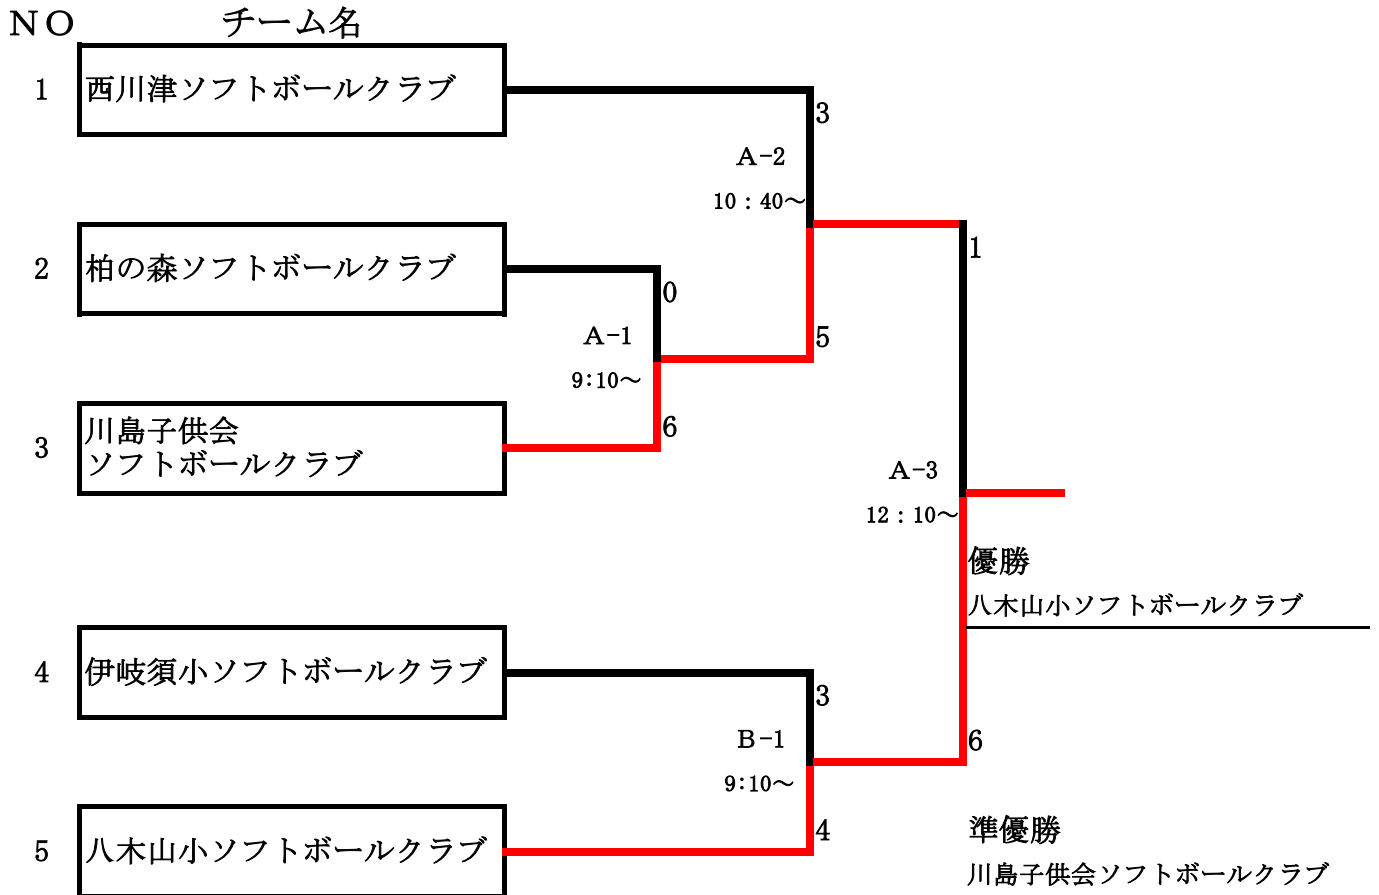 ＮＯ チーム名
1 西川津ソフトボールクラブ
3
A-2
10：40～
2 柏の森ソフトボールクラブ
0
1
A-1
5
9:10～
3 川島子供会
ソフトボールクラブ
6
A-3
12：10～
優勝
八木山小ソフトボールクラブ
4 伊岐須小ソフトボールクラブ
3
B-1
6
9:10～
5 八木山小ソフトボールクラブ
4
準優勝
川島子供会ソフトボールクラブ